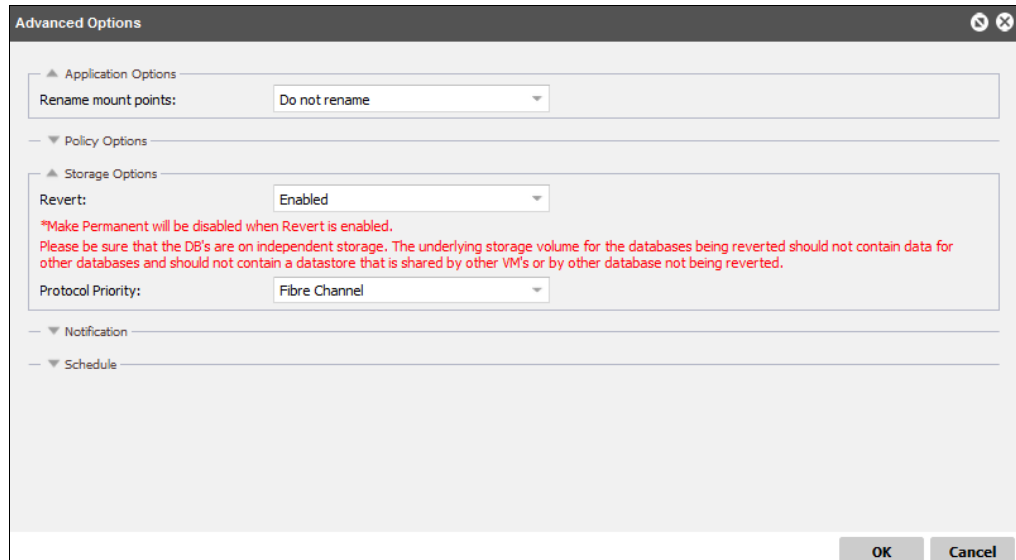 Advanced Options
Application Options
Rename mount points: Do not rename
Policy Options
Storage Options
Revert: Enabled
*Make Permanent will be disabled when Revert is enabled.
Please be sure that the DB's are on independent storage. The underlying storage volume for the databases being reverted should not contain data for
other databases and should not contain a datastore that is shared by other VM's or by other database not being reverted.
Protocol Priority: Fibre Channel
Notification
Schedule
OK Cancel